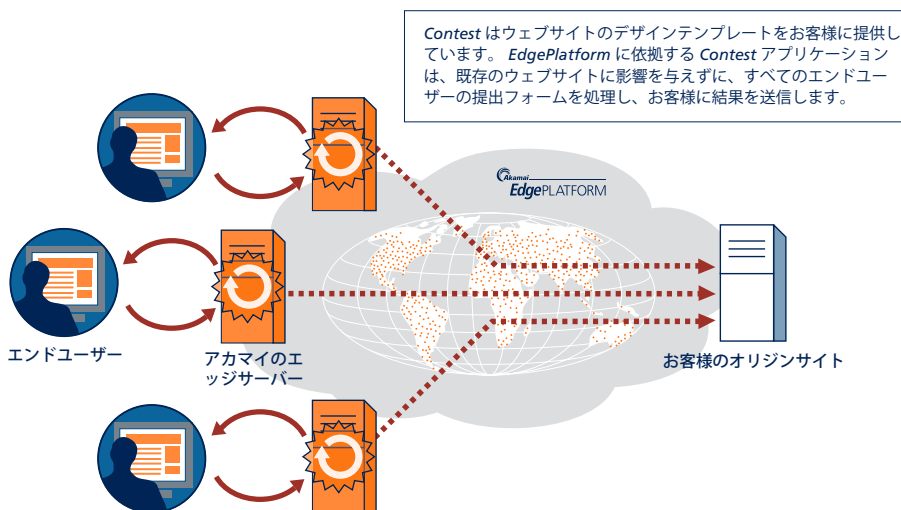 Contest はウェブサイトのデザインテンプレートをお客様に提供し
ています。 EdgePlatform に依拠する Contest アプリケーション
は、既存のウェブサイトに影響を与えずに、すべてのエンドユー
ザーの提出フォームを処理し、お客様に結果を送信します。
Akamai
EdgePLATFORM
エンドユーザー
アカマイのエ
ッジサーバー
お客様のオリジンサイト